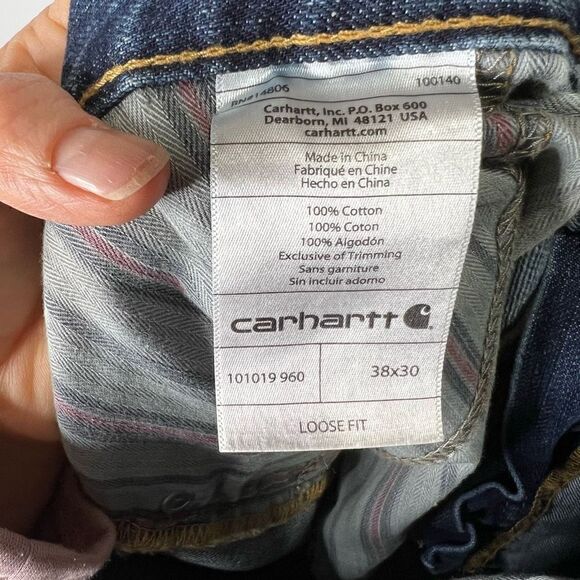 RN#14806 100140
Carhartt, Inc. P.O. Box 600
Dearborn, MI 48121 USA
carhartt.com
Made in China
Fabriqué en Chine
Hecho en China
100% Cotton
100% Coton
100% Algodón
Exclusive of Trimming
Sans garniture
Sin incluir adorno
carhartt
101019 960 38x30
LOOSE FIT